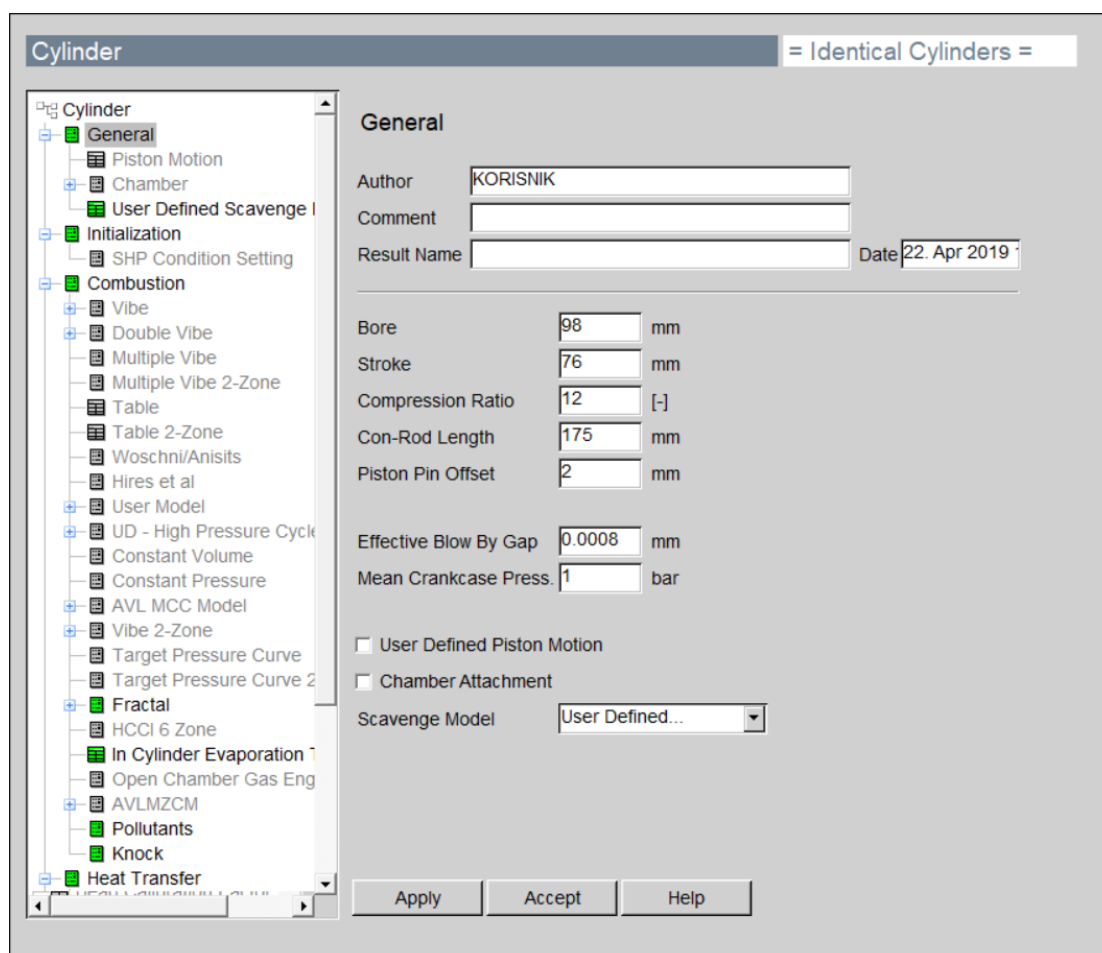 Cylinder
= Identical Cylinders =
Cylinder
General
Piston Motion
Chamber
User Defined Scavenge
Initialization
SHP Condition Setting
Combustion
Vibe
Double Vibe
Multiple Vibe
Multiple Vibe 2-Zone
Table
Table 2-Zone
Woschni/Anisits
Hires et al
User Model
UD - High Pressure Cycle
Constant Volume
Constant Pressure
AVL MCC Model
Vibe 2-Zone
Target Pressure Curve
Target Pressure Curve 2
Fractal
HCCI 6 Zone
In Cylinder Evaporation
Open Chamber Gas Eng
AVLMZCM
Pollutants
Knock
Heat Transfer
General
Author KORISNIK
Comment
Result Name Date 22. Apr 2019
Bore 98 mm
Stroke 76 mm
Compression Ratio 12 [-]
Con-Rod Length 175 mm
Piston Pin Offset 2 mm
Effective Blow By Gap 0.0008 mm
Mean Crankcase Press. 1 bar
User Defined Piston Motion
Chamber Attachment
Scavenge Model User Defined...
Apply Accept Help